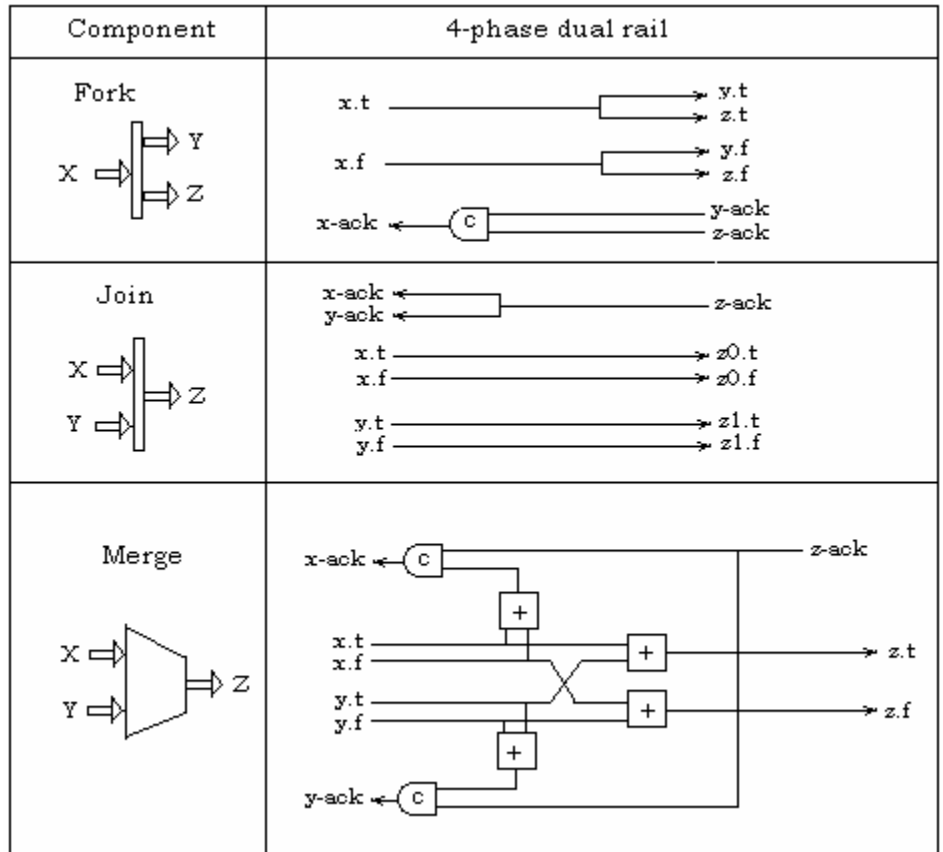 Component
4-phase dual rail
Fork
X
Y
Z
x.t
y.t
z.t
x.f
y.f
z.f
x-ack
C
y-ack
z-ack
Join
X
Y
Z
x-ack
y-ack
z-ack
x.t
z0.t
x.f
z0.f
y.t
z1.t
y.f
z1.f
Merge
X
Y
Z
x-ack
C
z-ack
+
x.t
x.f
+
z.t
y.t
y.f
+
z.f
+
y-ack
C